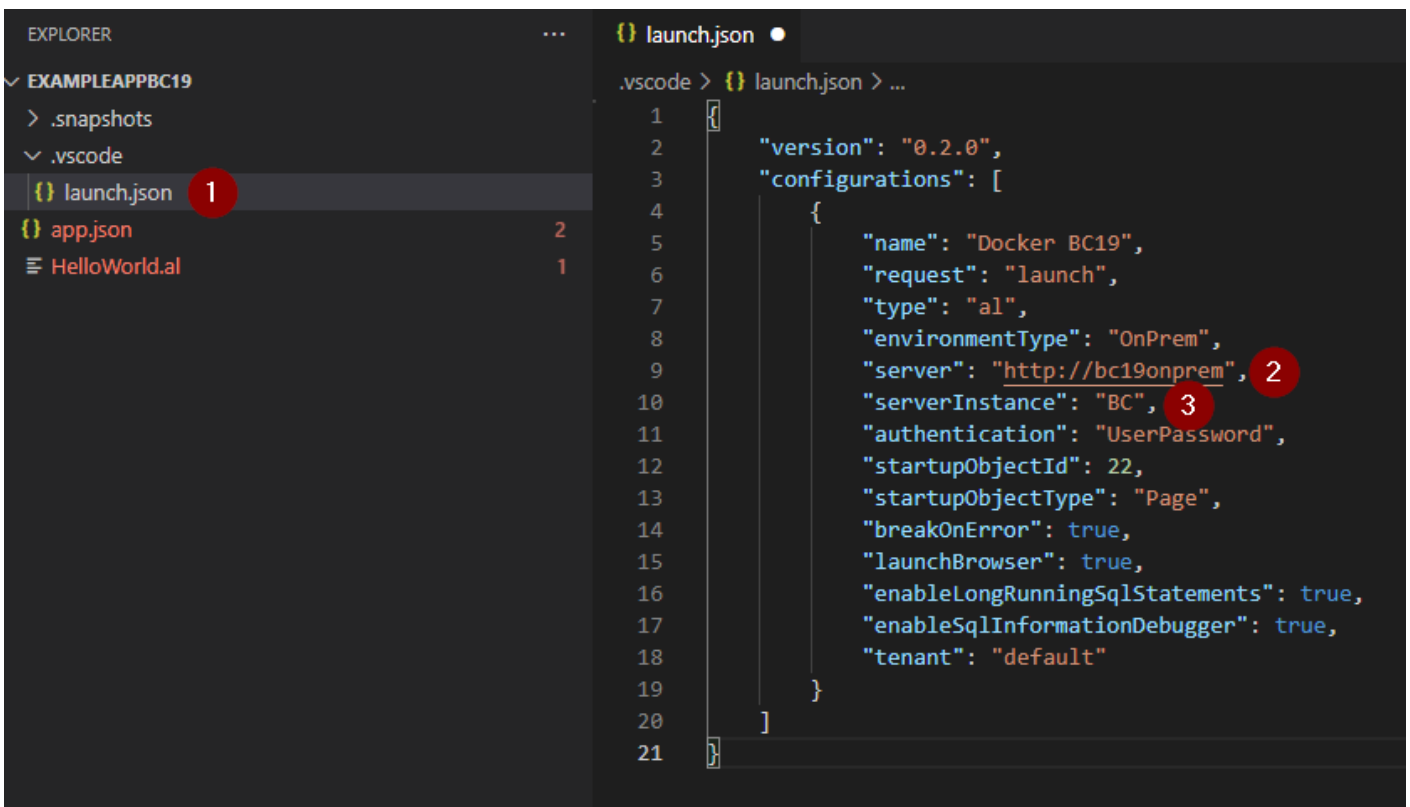 EXPLORER ...
EXAMPLEAPPBC19
.snapshots
.vscode
{} launch.json 1
{} app.json 2
HelloWorld.al 1
{} launch.json
.vscode > {} launch.json > ...
1 {
2 "version": "0.2.0",
3 "configurations": [
4 {
5 "name": "Docker BC19",
6 "request": "launch",
7 "type": "al",
8 "environmentType": "OnPrem",
9 "server": "http://bc19onprem", 2
10 "serverInstance": "BC", 3
11 "authentication": "UserPassword",
12 "startupObjectId": 22,
13 "startupObjectType": "Page",
14 "breakOnError": true,
15 "launchBrowser": true,
16 "enableLongRunningSqlStatements": true,
17 "enableSqlInformationDebugger": true,
18 "tenant": "default"
19 }
20 ]
21 }